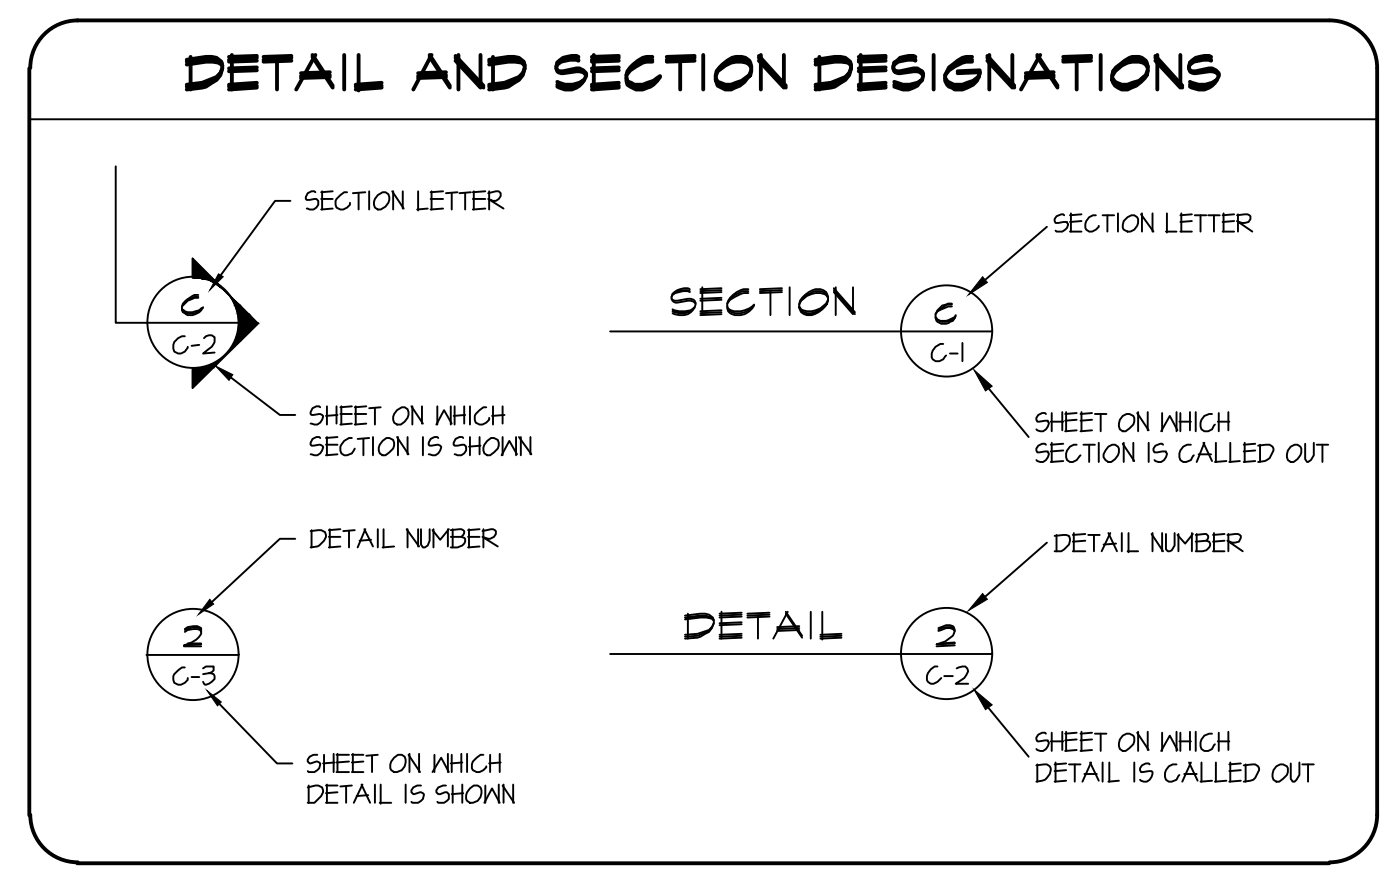 DETAIL AND SECTION DESIGNATIONS
SECTION LETTER
C
C-2
SHEET ON WHICH
SECTION IS SHOWN
SECTION LETTER
SECTION
C
C-1
SHEET ON WHICH
SECTION IS CALLED OUT
DETAIL NUMBER
2
C-3
SHEET ON WHICH
DETAIL IS SHOWN
DETAIL NUMBER
DETAIL
2
C-2
SHEET ON WHICH
DETAIL IS CALLED OUT